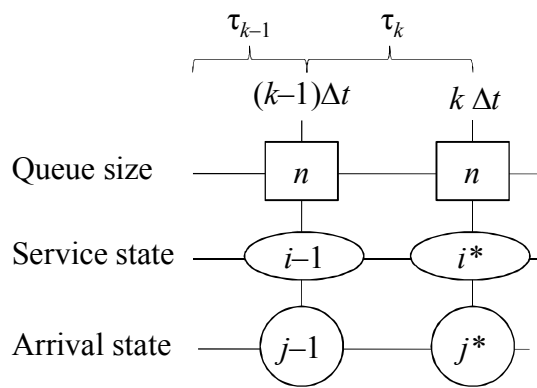 τ_{k–1} τ_k
(k–1)Δt k Δt
Queue size n n
Service state i–1 i*
Arrival state j–1 j*